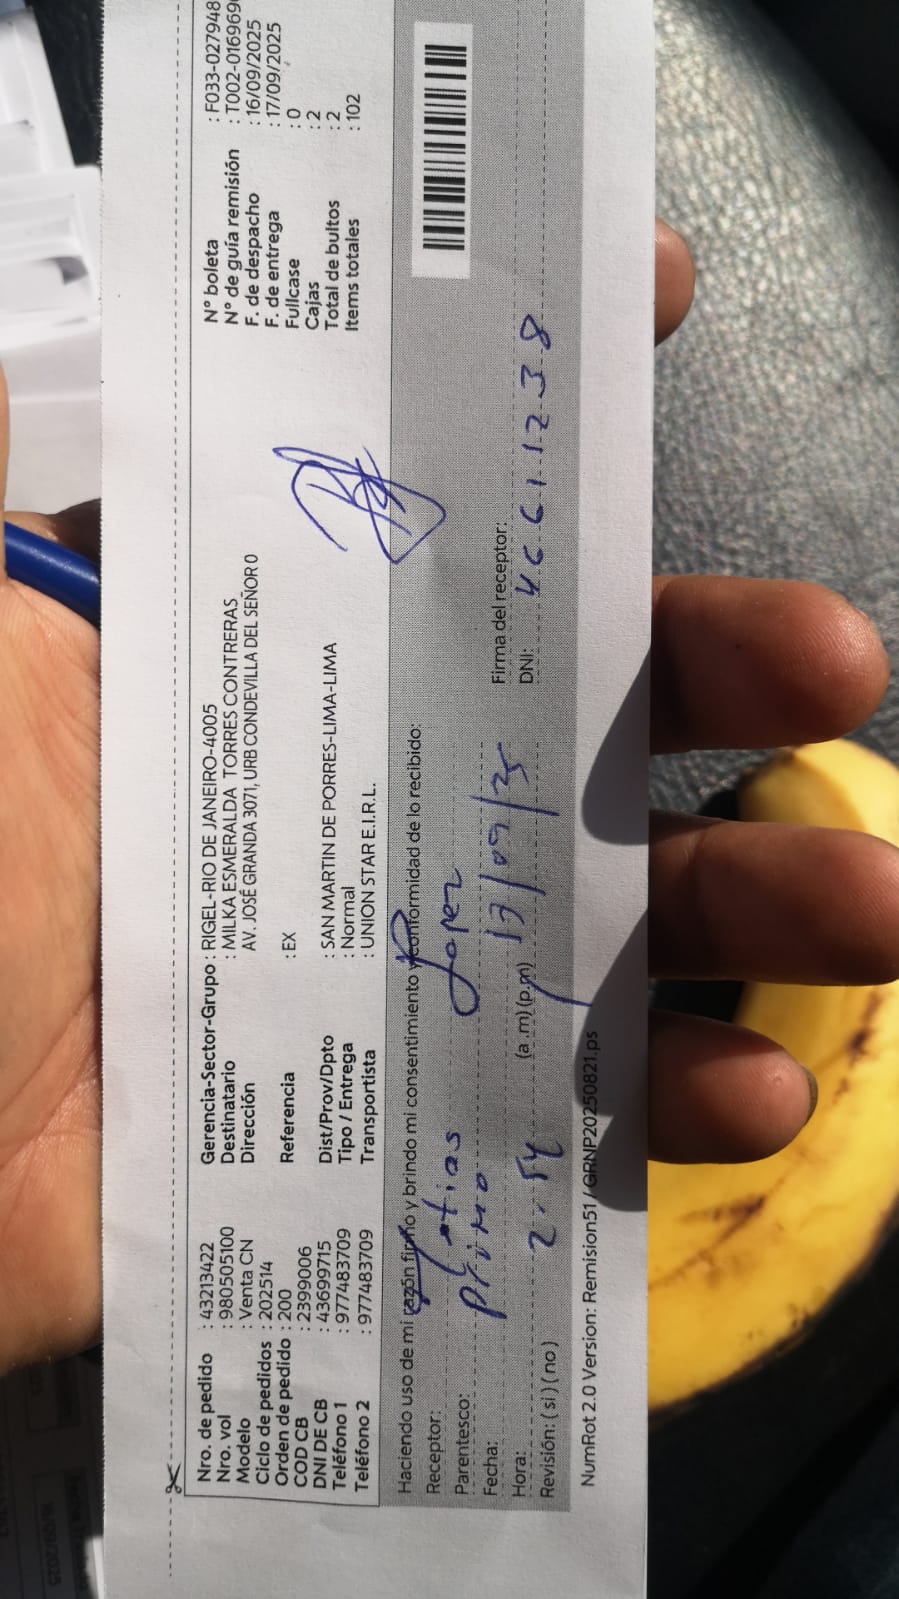 Nro. de pedido : 43213422
Nro. vol : 9805505100
Modelo : Venta CN
Ciclo de pedidos : 202514
Orden de pedido : 200
COD CB : 2399006
DNI DE CB : 43699715
Teléfono 1 : 977483709
Teléfono 2 : 977483709
Gerencia-Sector-Grupo : RIGEL-RIO DE JANEIRO-4005
Destinatario : MILKA ESMERALDA TORRES CONTRERAS
Dirección AV. JOSÉ GRANDA 3071, URB CONDEVILLA DEL SEÑOR 0
Referencia : EX
Dist/Prov/Dpto : SAN MARTIN DE PORRES-LIMA-LIMA
Tipo / Entrega : Normal
Transportista : UNION STAR E.I.R.L.
N° boleta : F033-027948
N° de guía remisión : T002-016969
F. de despacho : 16/09/2025
F. de entrega : 17/09/2025
Fullcase : 0
Cajas : 2
Total de bultos : 2
Items totales : 102
Haciendo uso de mi razón firmo y brindo mi consentimiento y conformidad de lo recibido:
Receptor: Lopez
Parentesco: Primo
Fecha: 17/09/25
Hora: 2:54 (a.m) (p.m)
Revisión: ( si ) ( no )
Firma del receptor:
DNI: 46611238
NumRot 2.0 Version: Remision51 / GRNP20250821.ps